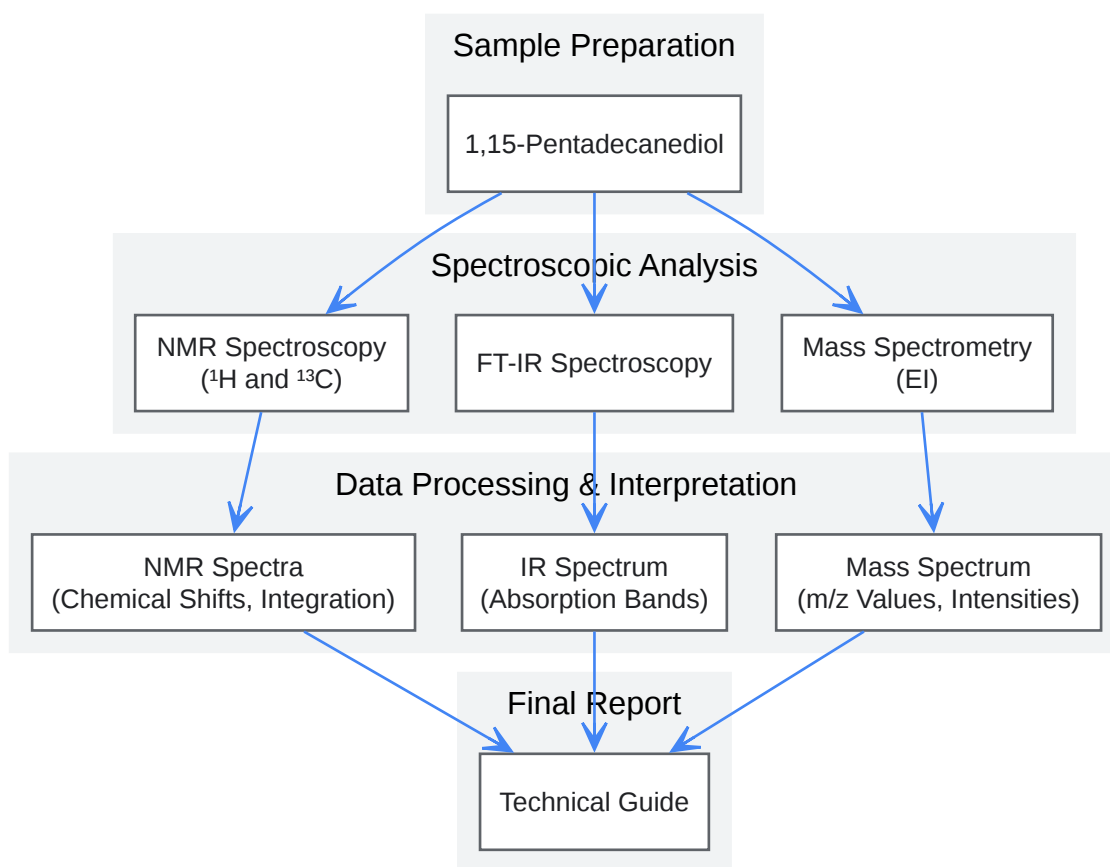 Sample Preparation
1,15-Pentadecanediol
Spectroscopic Analysis
NMR Spectroscopy
(¹H and ¹³C)
FT-IR Spectroscopy
Mass Spectrometry
(EI)
Data Processing & Interpretation
NMR Spectra
(Chemical Shifts, Integration)
IR Spectrum
(Absorption Bands)
Mass Spectrum
(m/z Values, Intensities)
Final Report
Technical Guide